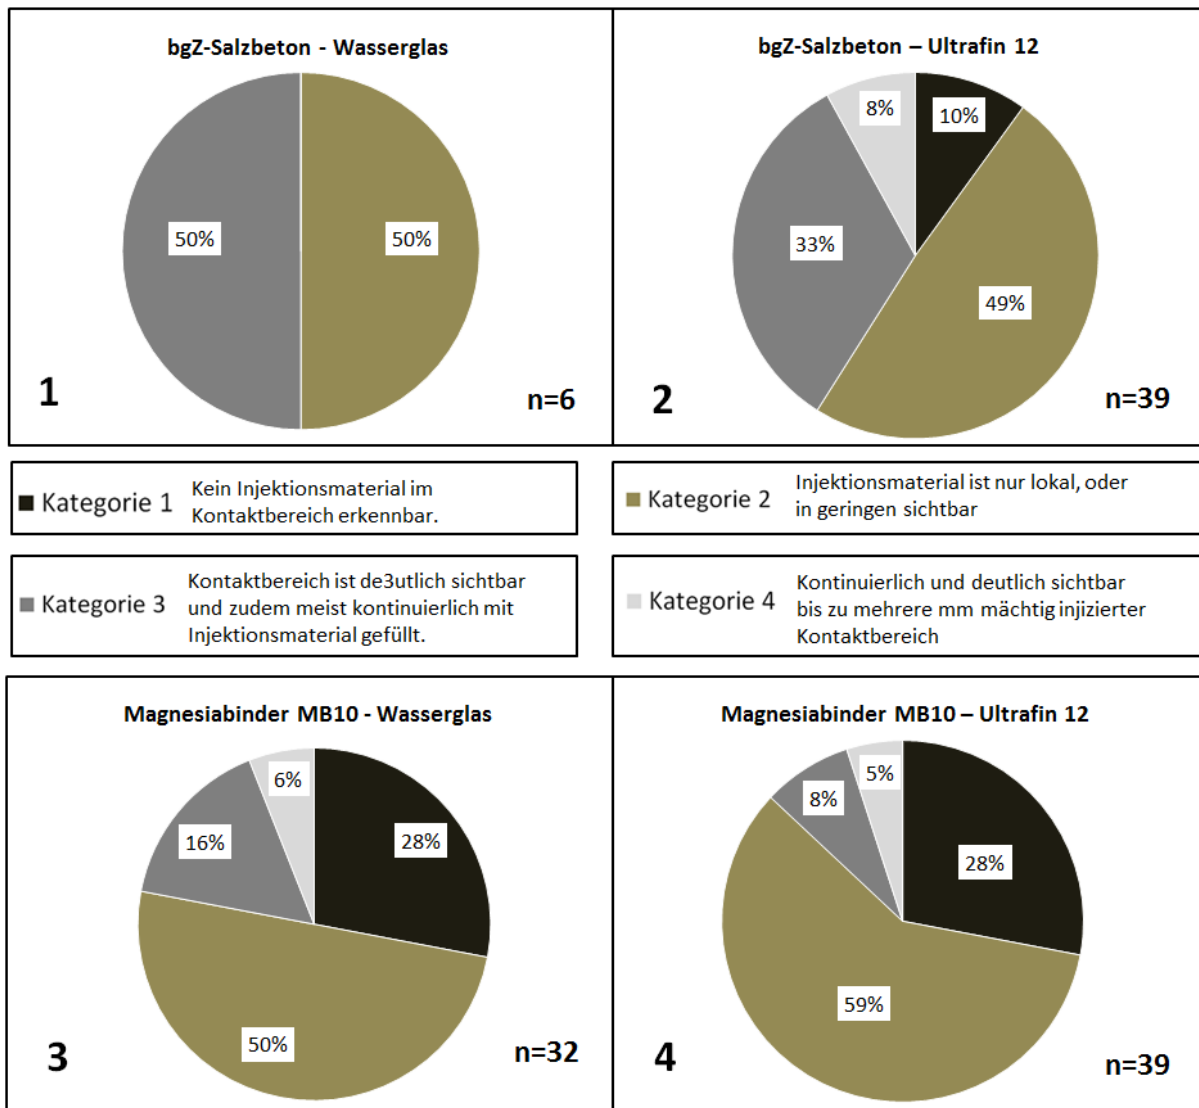 bgZ-Salzbeton - Wasserglas
50%
50%
1
n=6
bgZ-Salzbeton – Ultrafin 12
8%
10%
33%
49%
2
n=39
Kategorie 1
Kein Injektionsmaterial im
Kontaktbereich erkennbar.
Kategorie 2
Injektionsmaterial ist nur lokal, oder
in geringen sichtbar
Kategorie 3
Kontaktbereich ist de3utlich sichtbar
und zudem meist kontinuierlich mit
Injektionsmaterial gefüllt.
Kategorie 4
Kontinuierlich und deutlich sichtbar
bis zu mehrere mm mächtig injizierter
Kontaktbereich
Magnesiabinder MB10 - Wasserglas
6%
16%
28%
50%
3
n=32
Magnesiabinder MB10 – Ultrafin 12
5%
8%
28%
59%
4
n=39